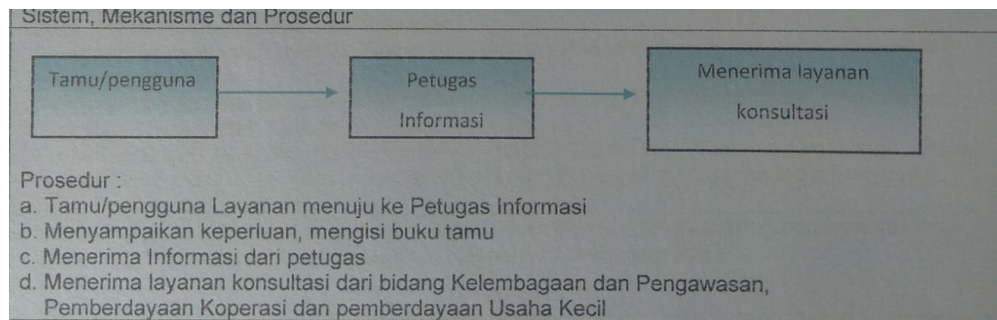 Sistem, Mekanisme dan Prosedur
Tamu/pengguna
Petugas
Informasi
Menerima layanan
konsultasi
Prosedur :
a. Tamu/pengguna Layanan menuju ke Petugas Informasi
b. Menyampaikan keperluan, mengisi buku tamu
c. Menerima Informasi dari petugas
d. Menerima layanan konsultasi dari bidang Kelembagaan dan Pengawasan,
Pemberdayaan Koperasi dan pemberdayaan Usaha Kecil